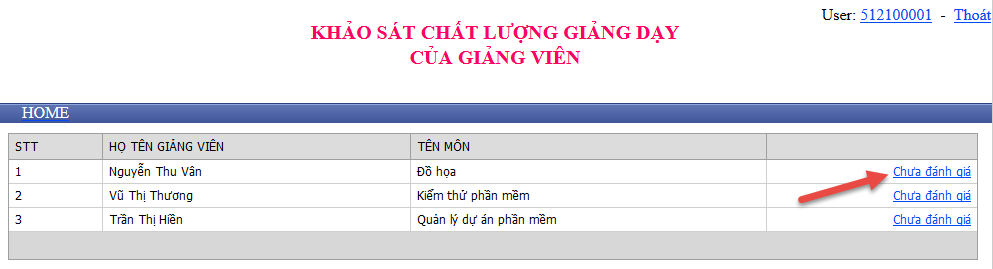 User: 512100001 - Thoát
KHẢO SÁT CHẤT LƯỢNG GIẢNG DẠY
CỦA GIẢNG VIÊN
HOME
STT HỌ TÊN GIẢNG VIÊN TÊN MÔN
1 Nguyễn Thu Vân Đồ họa Chưa đánh giá
2 Vũ Thị Thương Kiểm thử phần mềm Chưa đánh giá
3 Trần Thị Hiền Quản lý dự án phần mềm Chưa đánh giá